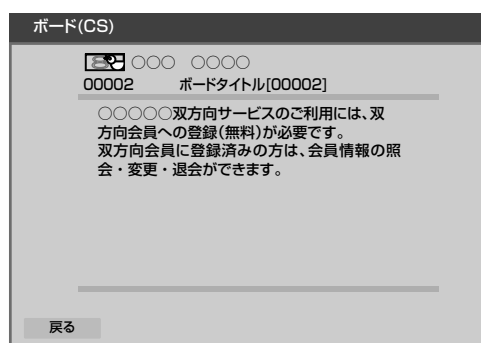 ボード(CS)
○○○ ○○○○
00002 ボードタイトル[00002]
○○○○○双方向サービスのご利用には、双
方向会員への登録(無料)が必要です。
双方向会員に登録済みの方は、会員情報の照
会・変更・退会ができます。
戻る